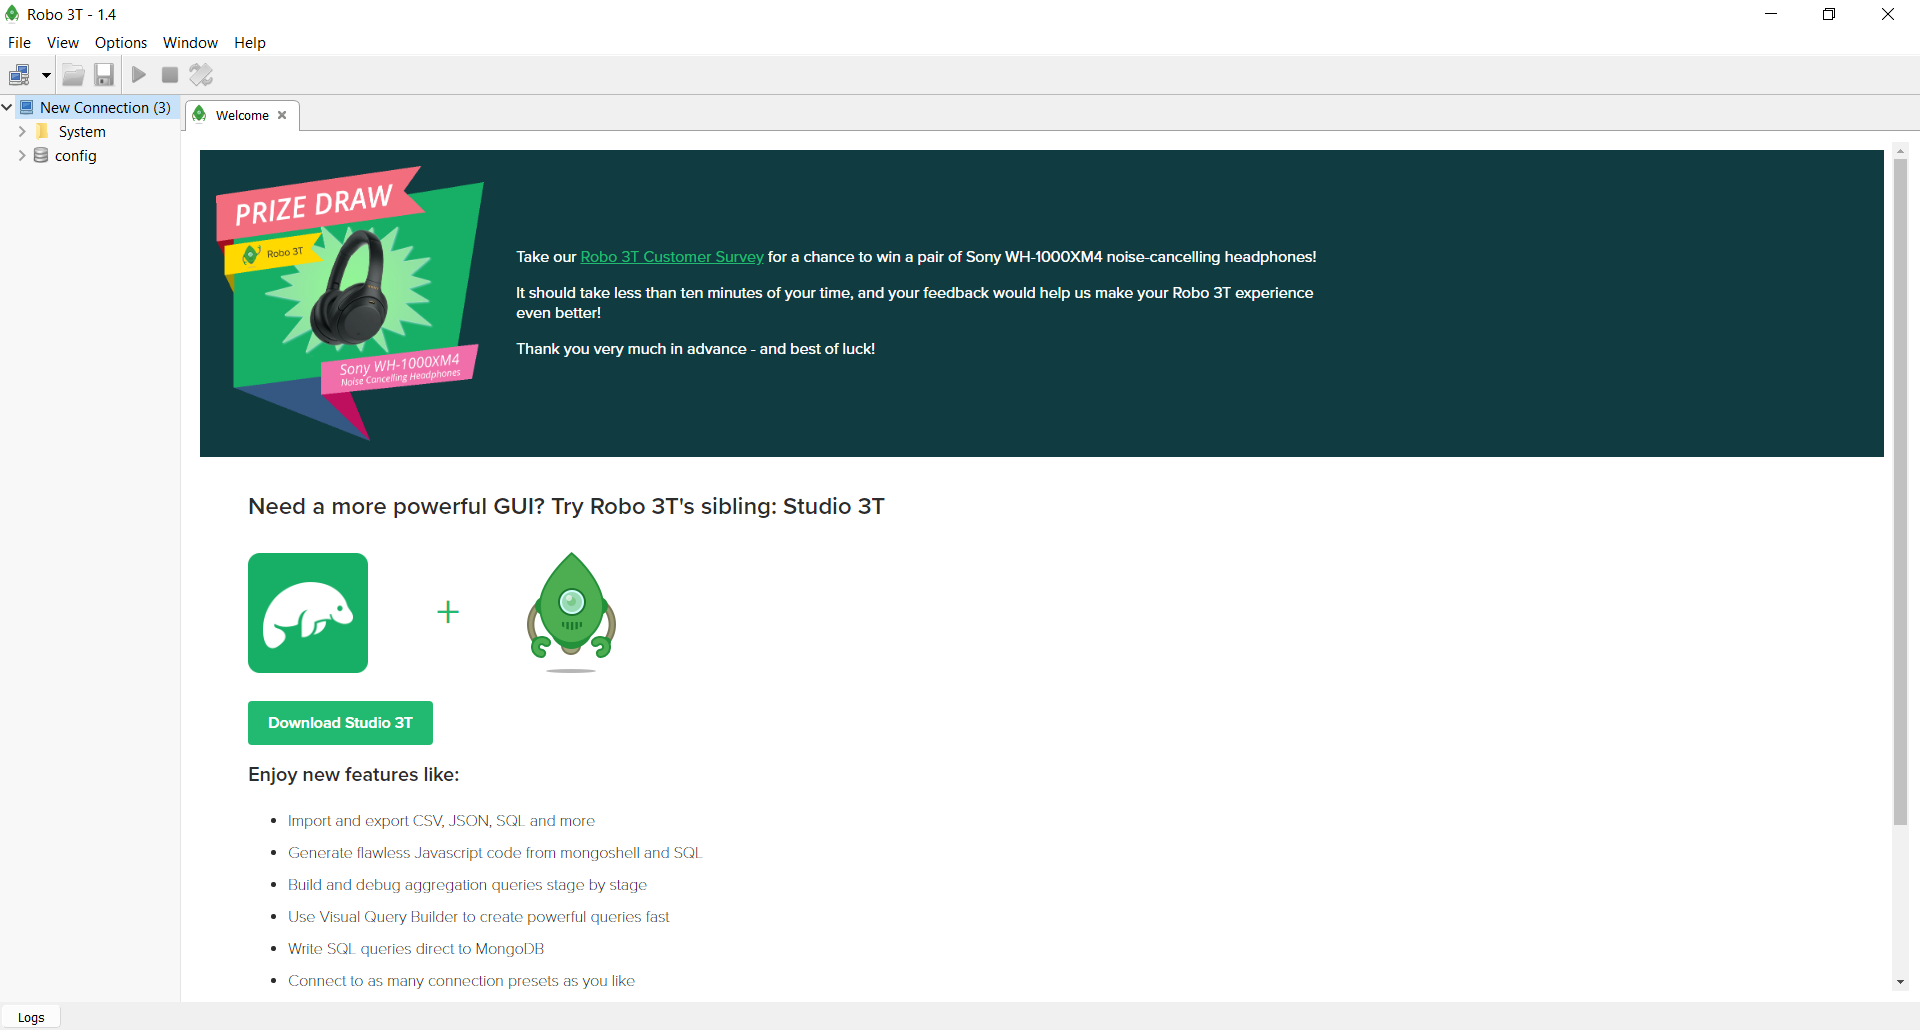 Robo 3T - 1.4
File View Options Window Help
New Connection (3)
System
config
Welcome
PRIZE DRAW
Robo 3T
Sony WH-1000XM4
Noise Cancelling Headphones
Take our Robo 3T Customer Survey for a chance to win a pair of Sony WH-1000XM4 noise-cancelling headphones!
It should take less than ten minutes of your time, and your feedback would help us make your Robo 3T experience
even better!
Thank you very much in advance - and best of luck!
Need a more powerful GUI? Try Robo 3T's sibling: Studio 3T
Download Studio 3T
Enjoy new features like:
• Import and export CSV, JSON, SQL and more
• Generate flawless Javascript code from mongoshell and SQL
• Build and debug aggregation queries stage by stage
• Use Visual Query Builder to create powerful queries fast
• Write SQL queries direct to MongoDB
• Connect to as many connection presets as you like
Logs